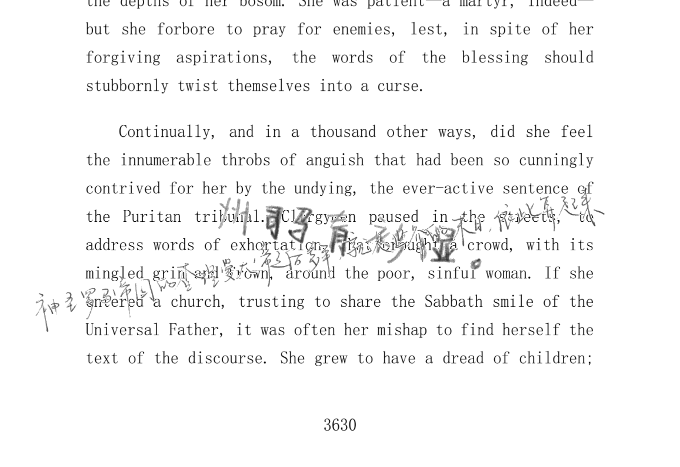 the depths of her bosom. She was patient—a martyr, indeed—
but she forbore to pray for enemies, lest, in spite of her
forgiving aspirations, the words of the blessing should
stubbornly twist themselves into a curse.
Continually, and in a thousand other ways, did she feel
the innumerable throbs of anguish that had been so cunningly
contrived for her by the undying, the ever-active sentence of
the Puritan tribunal. Clergymen paused in the streets, to
address words of exhortation, that brought a crowd, with its
mingled grin and frown, around the poor, sinful woman. If she
entered a church, trusting to share the Sabbath smile of the
Universal Father, it was often her mishap to find herself the
text of the discourse. She grew to have a dread of children;
3630